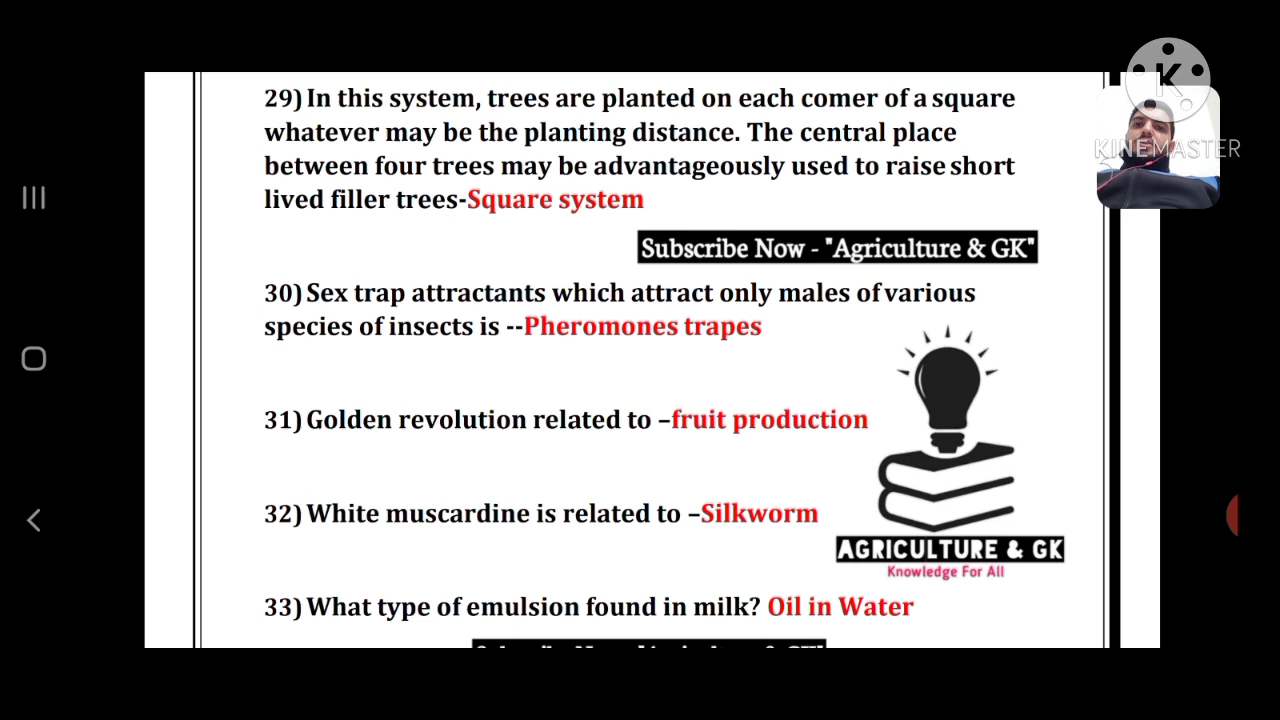 29) In this system, trees are planted on each comer of a square
whatever may be the planting distance. The central place
between four trees may be advantageously used to raise short
lived filler trees-Square system
KINEMASTER
Subscribe Now - "Agriculture & GK"
30) Sex trap attractants which attract only males of various
species of insects is --Pheromones trapes
31) Golden revolution related to –fruit production
32) White muscardine is related to –Silkworm
AGRICULTURE & GK
Knowledge For All
33) What type of emulsion found in milk? Oil in Water